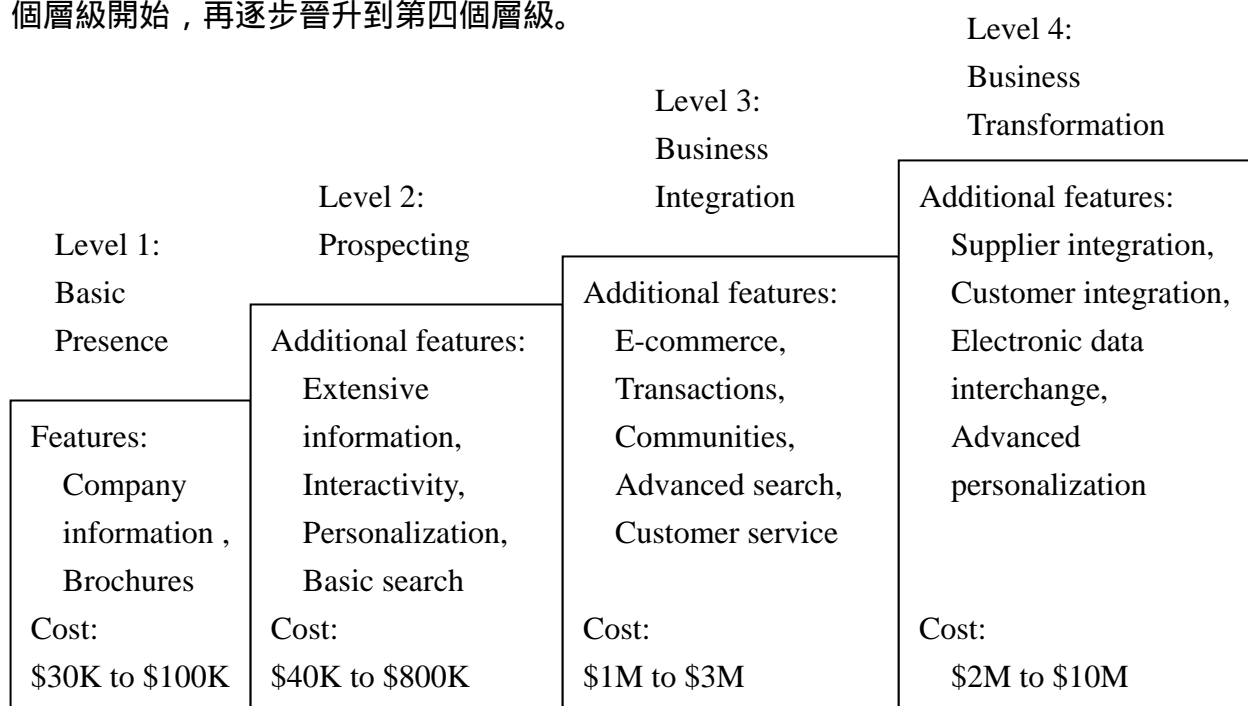 個層級開始，再逐步晉升到第四個層級。
Level 1:
Basic
Presence
Features:
Company
information ,
Brochures
Cost:
$30K to $100K
Level 2:
Prospecting
Additional features:
Extensive
information,
Interactivity,
Personalization,
Basic search
Cost:
$40K to $800K
Level 3:
Business
Integration
Additional features:
E-commerce,
Transactions,
Communities,
Advanced search,
Customer service
Cost:
$1M to $3M
Level 4:
Business
Transformation
Additional features:
Supplier integration,
Customer integration,
Electronic data
interchange,
Advanced
personalization
Cost:
$2M to $10M